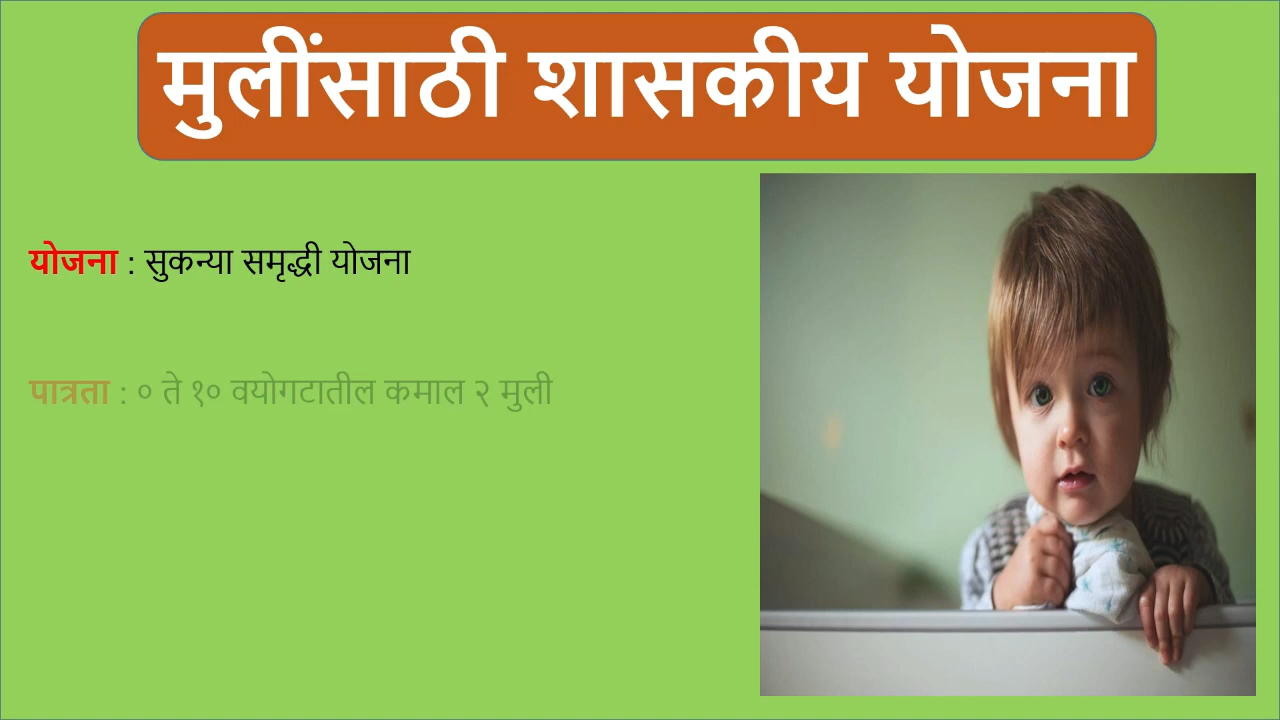 मुलींसाठी शासकीय योजना
योजना : सुकन्या समृद्धी योजना
पात्रता : ० ते १० वयोगटातील कमाल २ मुली